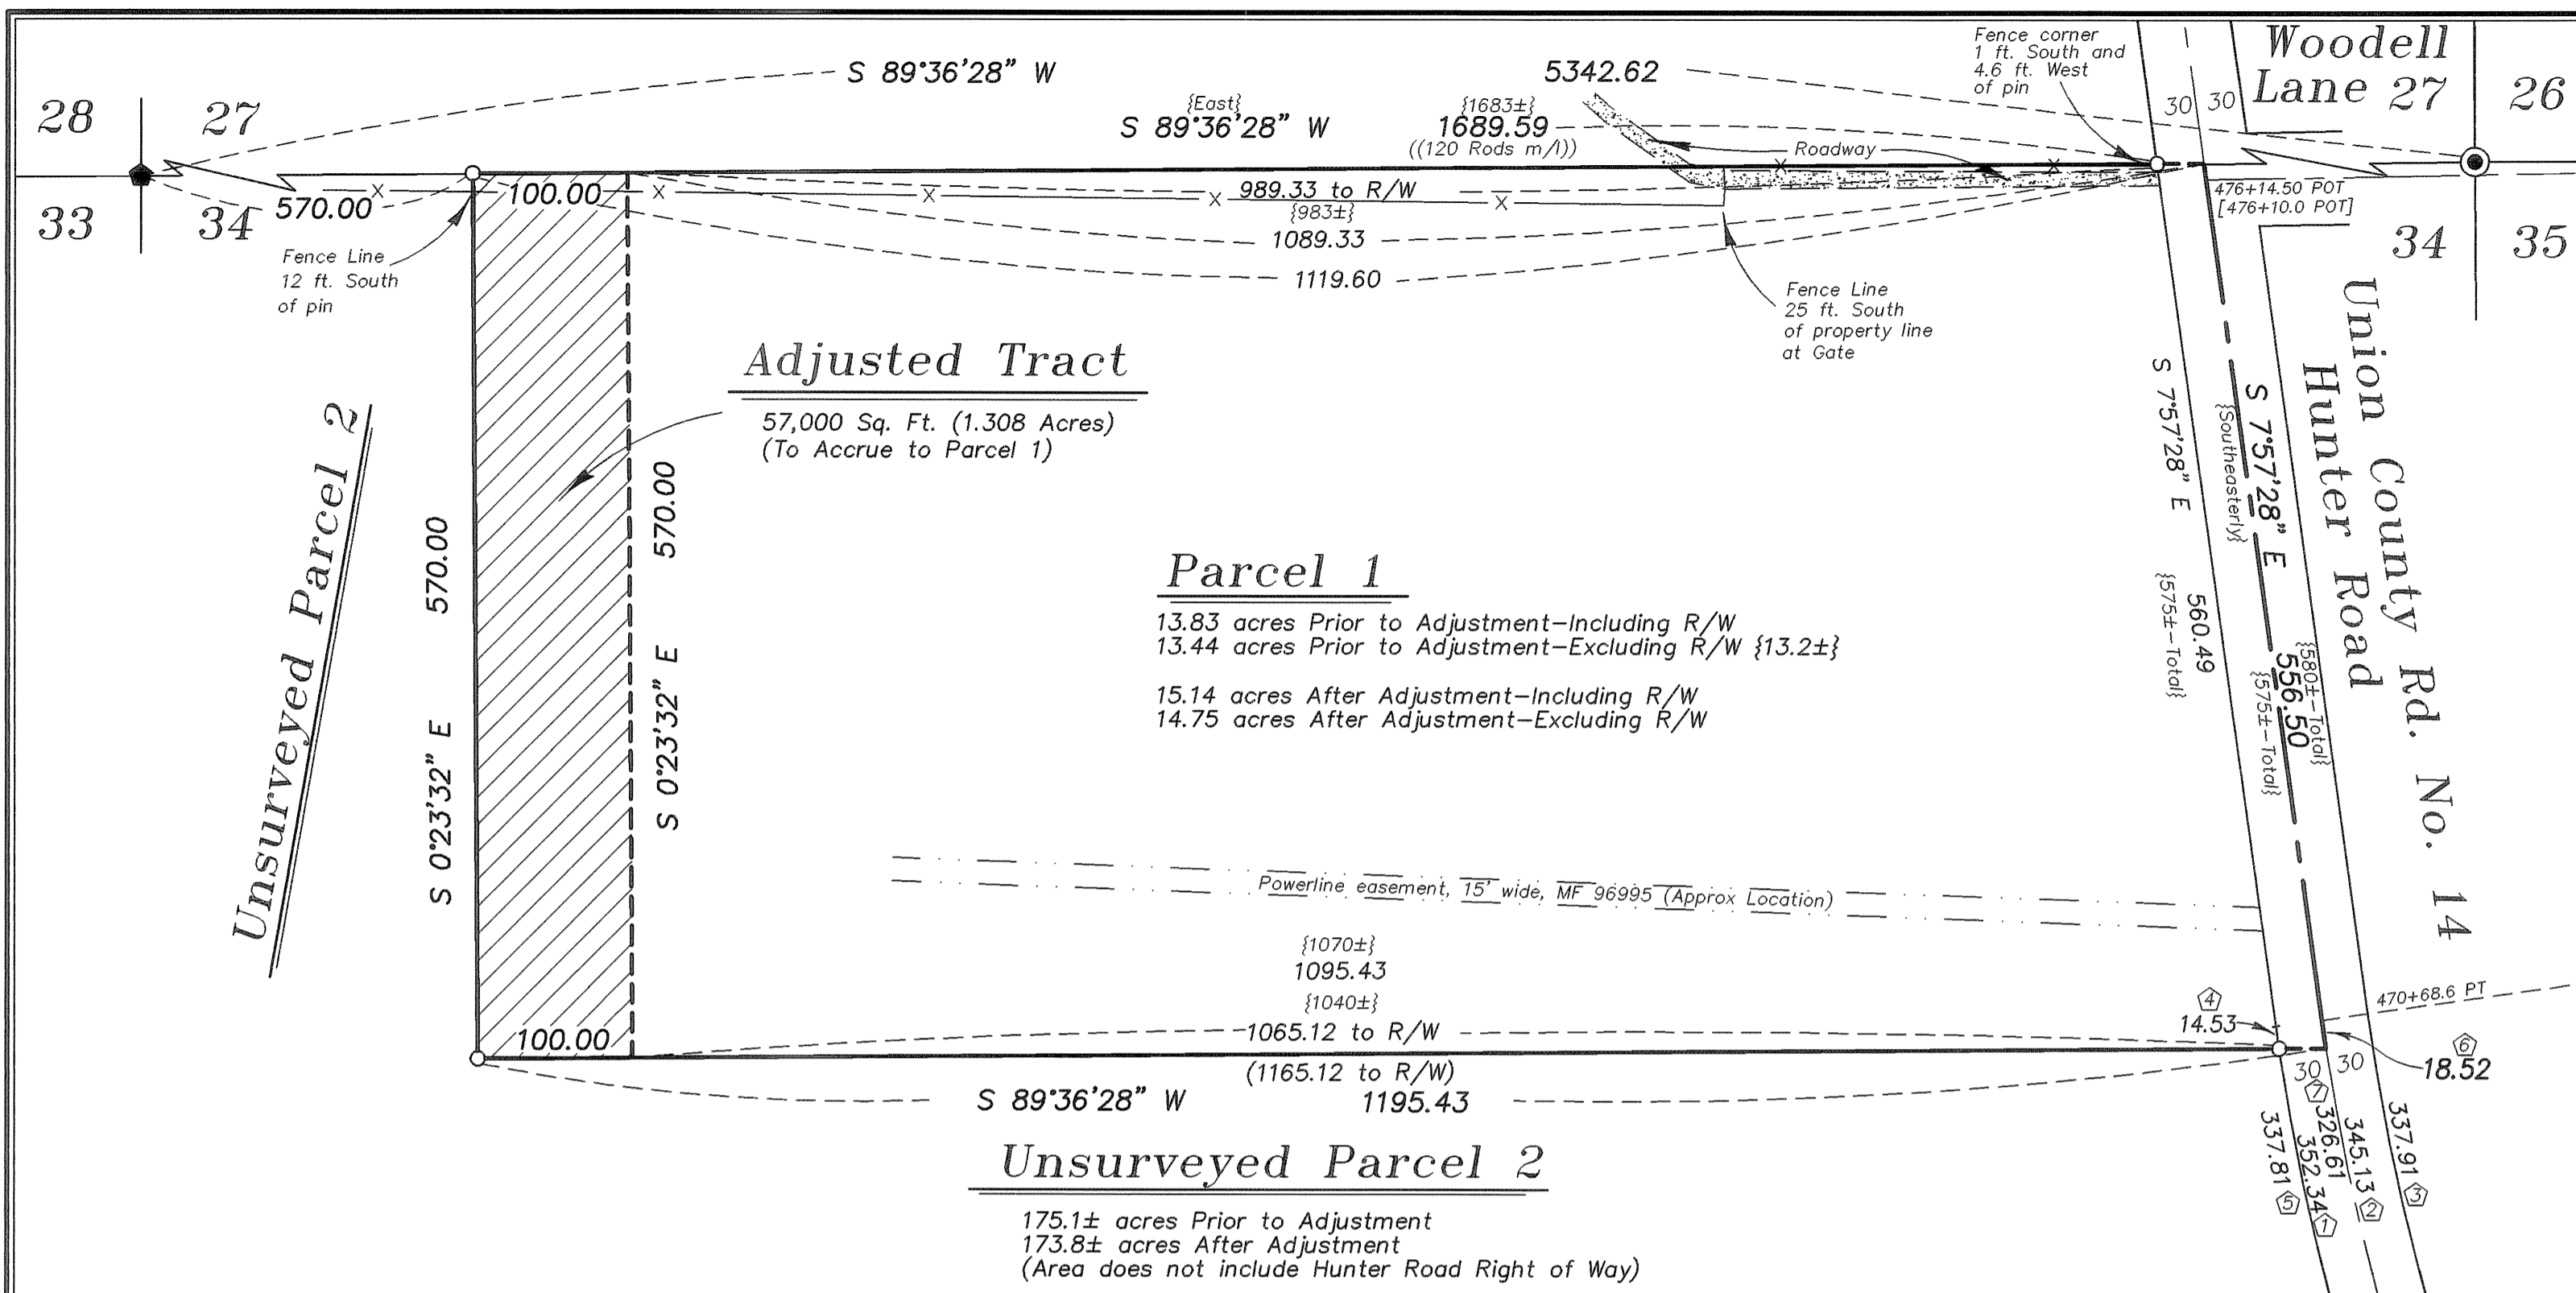 S 89°36'28" W
5342.62
Fence corner
1 ft. South and
4.6 ft. West
of pin
Woodell
Lane
28
27
27
26
{East}
S 89°36'28" W
{1683±}
1689.59
((120 Rods m/l))
30
30
Roadway
33
34
570.00
100.00
X
X
X
X
X
X
X
989.33 to R/W
{983±}
1089.33
1119.60
476+14.50 POT
[476+10.0 POT]
34
35
Fence Line
12 ft. South
of pin
Fence Line
25 ft. South
of property line
at Gate
Adjusted Tract
57,000 Sq. Ft. (1.308 Acres)
(To Accrue to Parcel 1)
Unsurveyed Parcel 2
S 0°23'32" E 570.00
S 0°23'32" E 570.00
Parcel 1
13.83 acres Prior to Adjustment-Including R/W
13.44 acres Prior to Adjustment-Excluding R/W {13.2±}
15.14 acres After Adjustment-Including R/W
14.75 acres After Adjustment-Excluding R/W
S 7°57'28" E 560.49
{575±-Total}
{Southeasterly}
S 7°57'28" E 556.50
{580±-Total}
{575±-Total}
Union County Rd. No. 14
Hunter Road
Powerline easement, 15' wide, MF 96995 (Approx Location)
{1070±}
1095.43
{1040±}
1065.12 to R/W
100.00
(1165.12 to R/W)
S 89°36'28" W 1195.43
4
14.53
470+68.6 PT
6
18.52
30
30
7
326.61
337.81 5
352.34 1
345.13 2
337.91 3
Unsurveyed Parcel 2
175.1± acres Prior to Adjustment
173.8± acres After Adjustment
(Area does not include Hunter Road Right of Way)